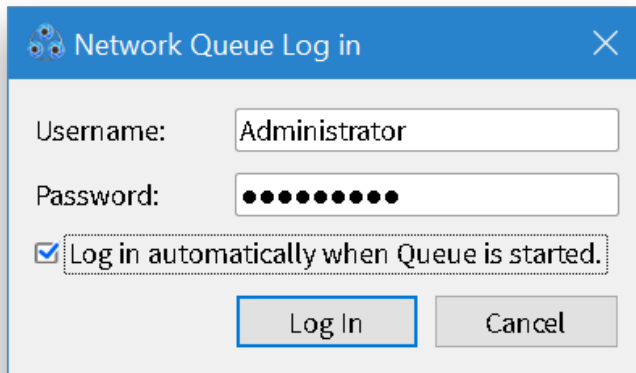 Network Queue Log in
Username: Administrator
Password: ●●●●●●●●●
Log in automatically when Queue is started.
Log In Cancel